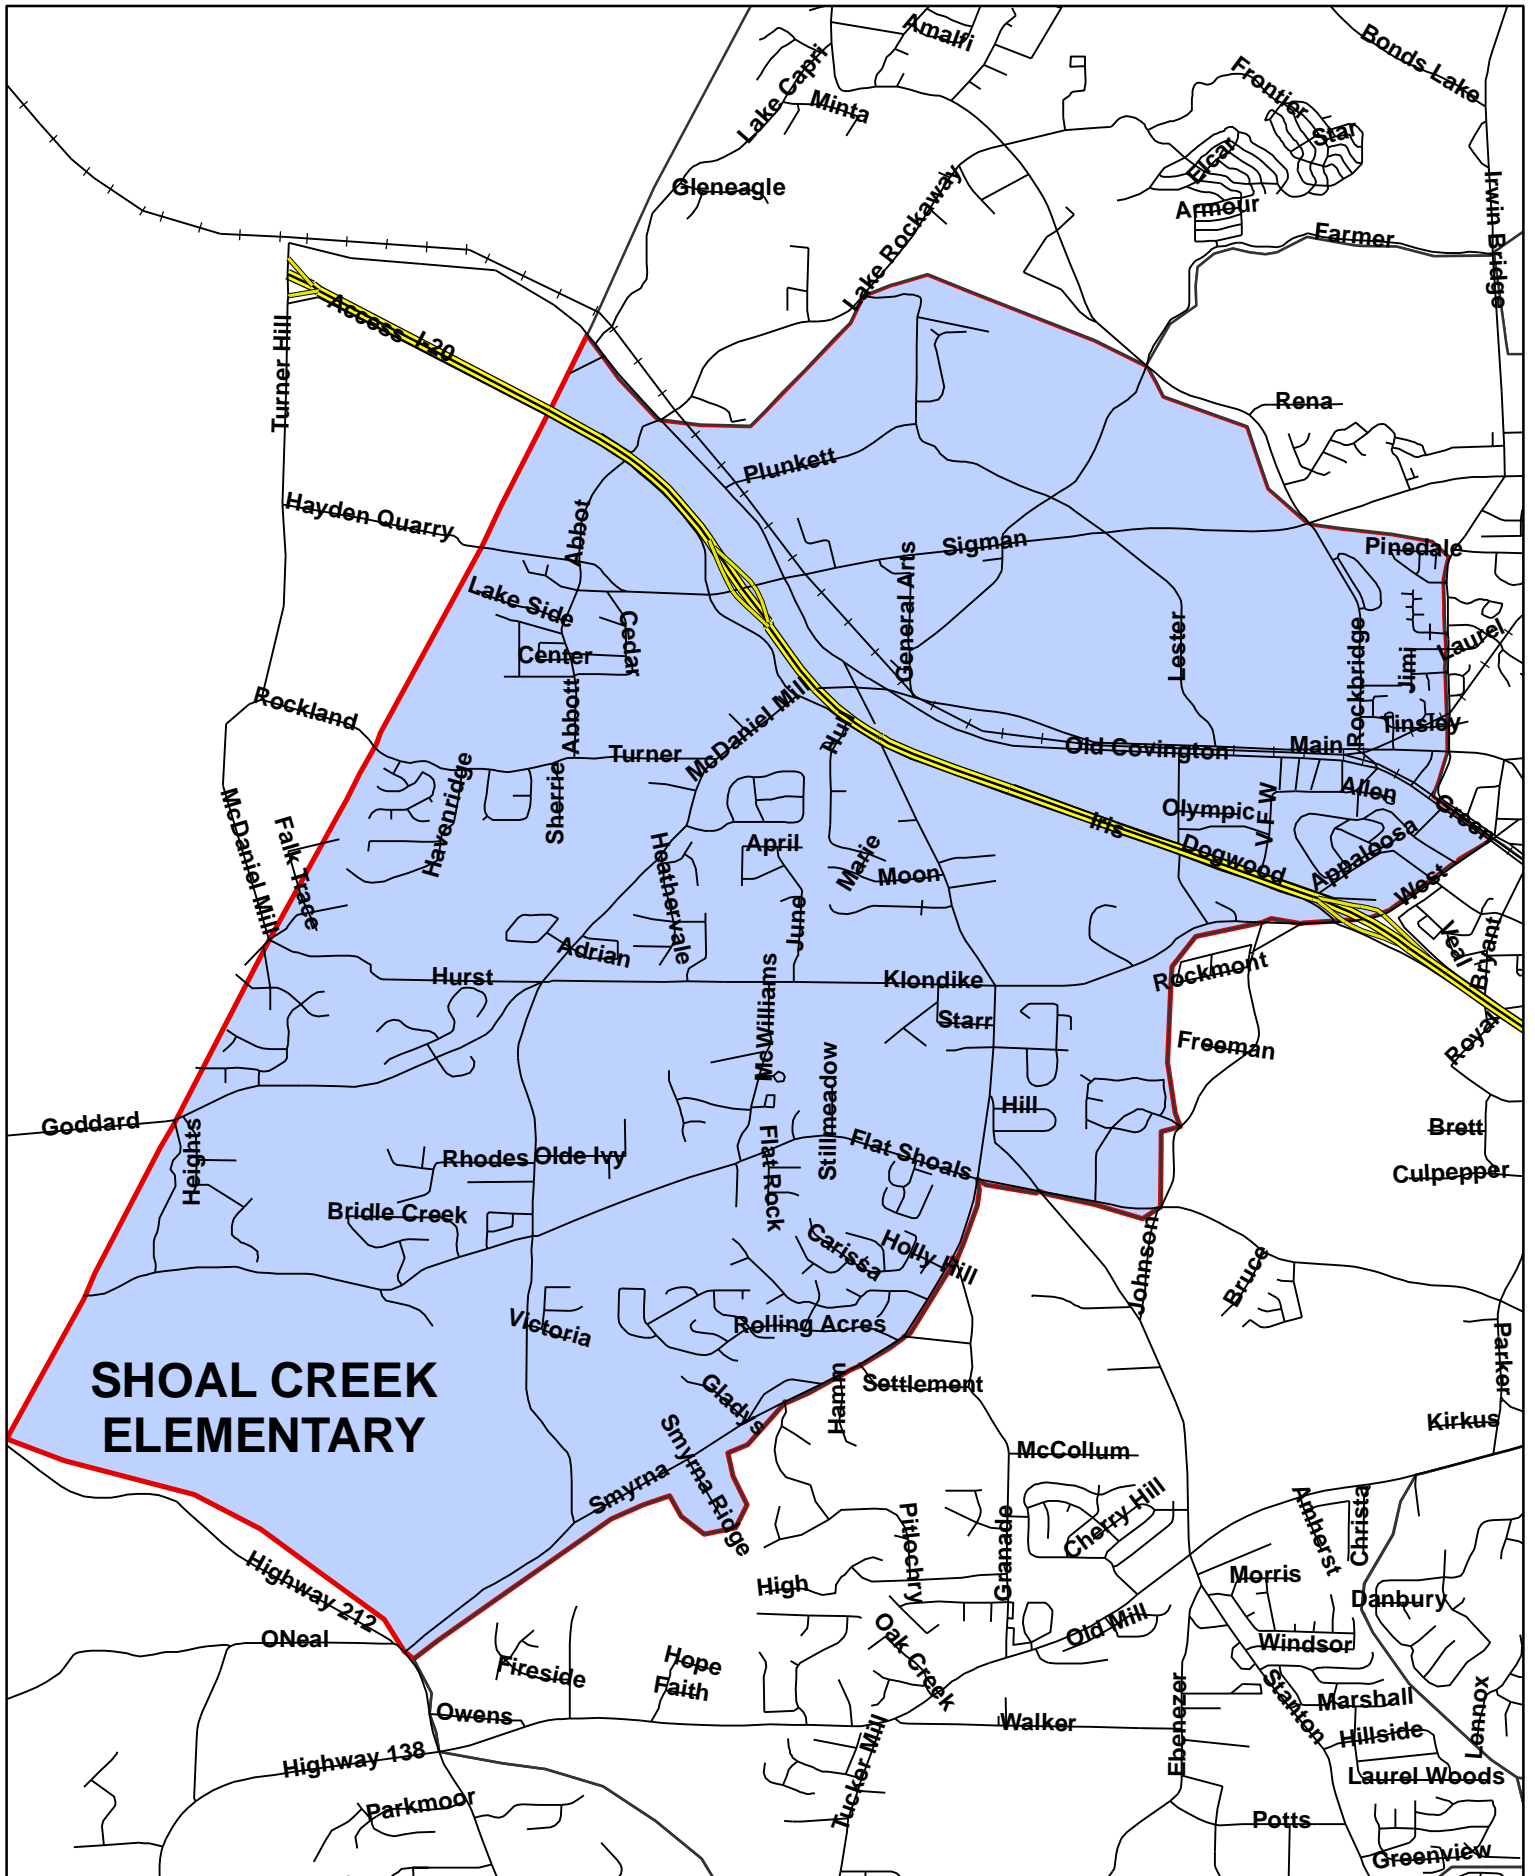 Amalfi
Bonds Lake
Lake Capri
Minta
Frontier
Star
Elcar
Gleneagle
Armour
Irwin Bridge
Lake Rockaway
Farmer
Access I-20
Turner Hill
Rena
Plunkett
Hayden Quarry
Abbot
Sigman
Pinedale
General Arts
Lake Side
Cedar
Lester
Rockbridge
Laurel
Center
Jimi
Rockland
Abbott
McDaniel Mill
Hull
Tinsley
Turner
Old Covington
Main
Havenridge
Sherrie
Allen
McDaniel Mill
Falk Trace
Olympic
V F W
Green
Iris
Heathervale
April
Marie
Dogwood
Appaloosa
Moon
West
June
Veal
Bryant
Adrian
Hurst
Klondike
Rockmont
McWilliams
Starr
Freeman
Royal
Stillmeadow
Hill
Goddard
Heights
Brett
Rhodes
Olde Ivy
Flat Rock
Flat Shoals
Culpepper
Bridle Creek
Carissa
Holly Hill
Johnson
Bruce
Victoria
Rolling Acres
Parker
SHOAL CREEK
ELEMENTARY
Gladys
Hamm
Settlement
Smyrna Ridge
McCollum
Kirkus
Smyrna
Pitlochry
Granade
Cherry Hill
Amherst
Christa
Highway 212
High
Morris
Danbury
ONeal
Old Mill
Windsor
Fireside
Hope
Faith
Oak Creek
Stanton
Marshall
Owens
Walker
Ebenezer
Hillside
Lennox
Highway 138
Tucker Mill
Laurel Woods
Parkmoor
Potts
Greenview